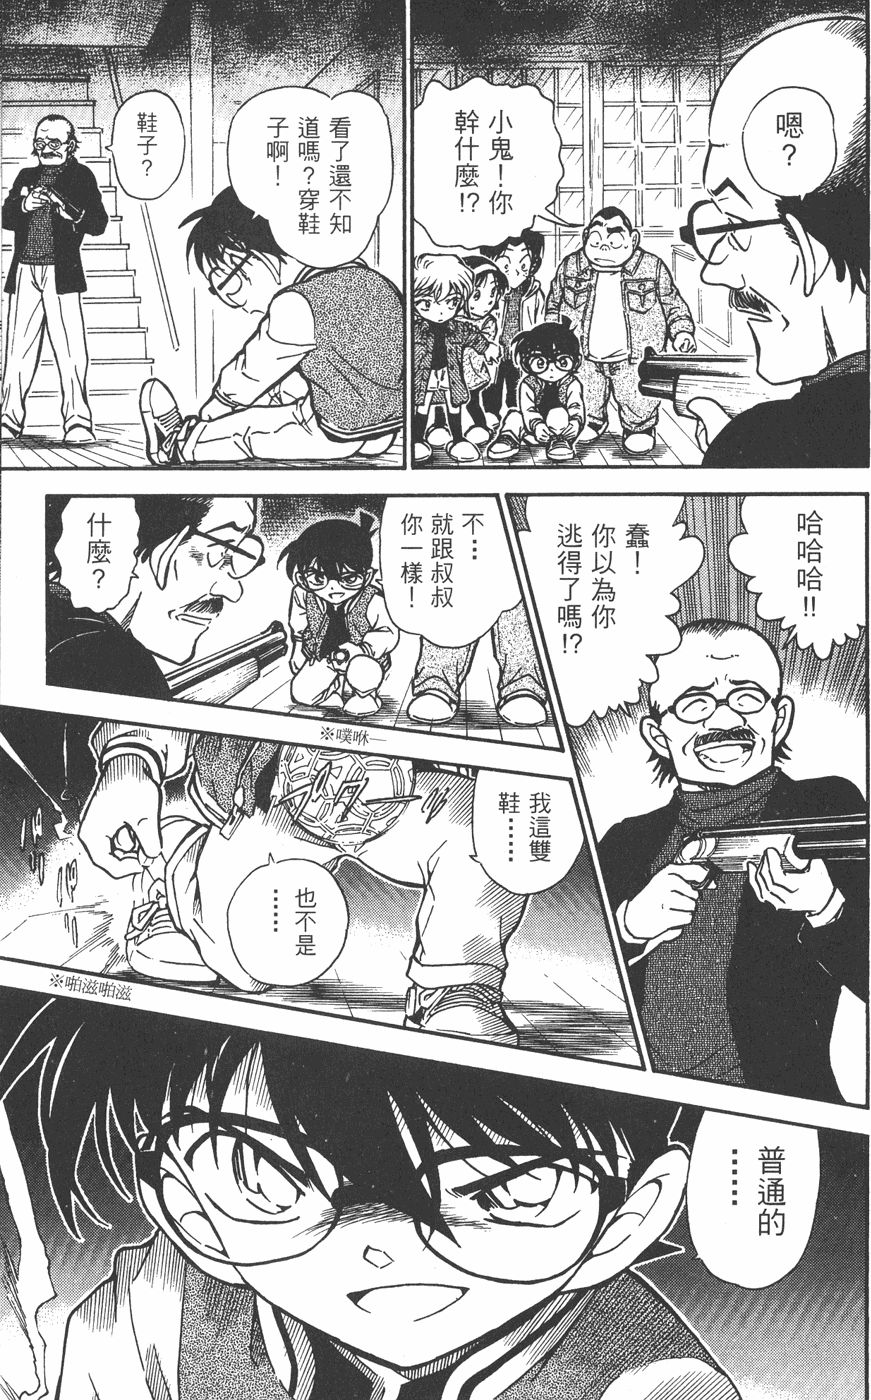 嗯？
小鬼！你
幹什麼!?
看了還不知
道嗎？穿鞋
子啊！
鞋子？
哈哈哈!!
蠢！
你以為你
逃得了嗎!?
不…
就跟叔叔
你一樣！
什麼？
※噗咻—
我這雙
鞋……
也不是
……
※啪滋啪滋
普通的
……